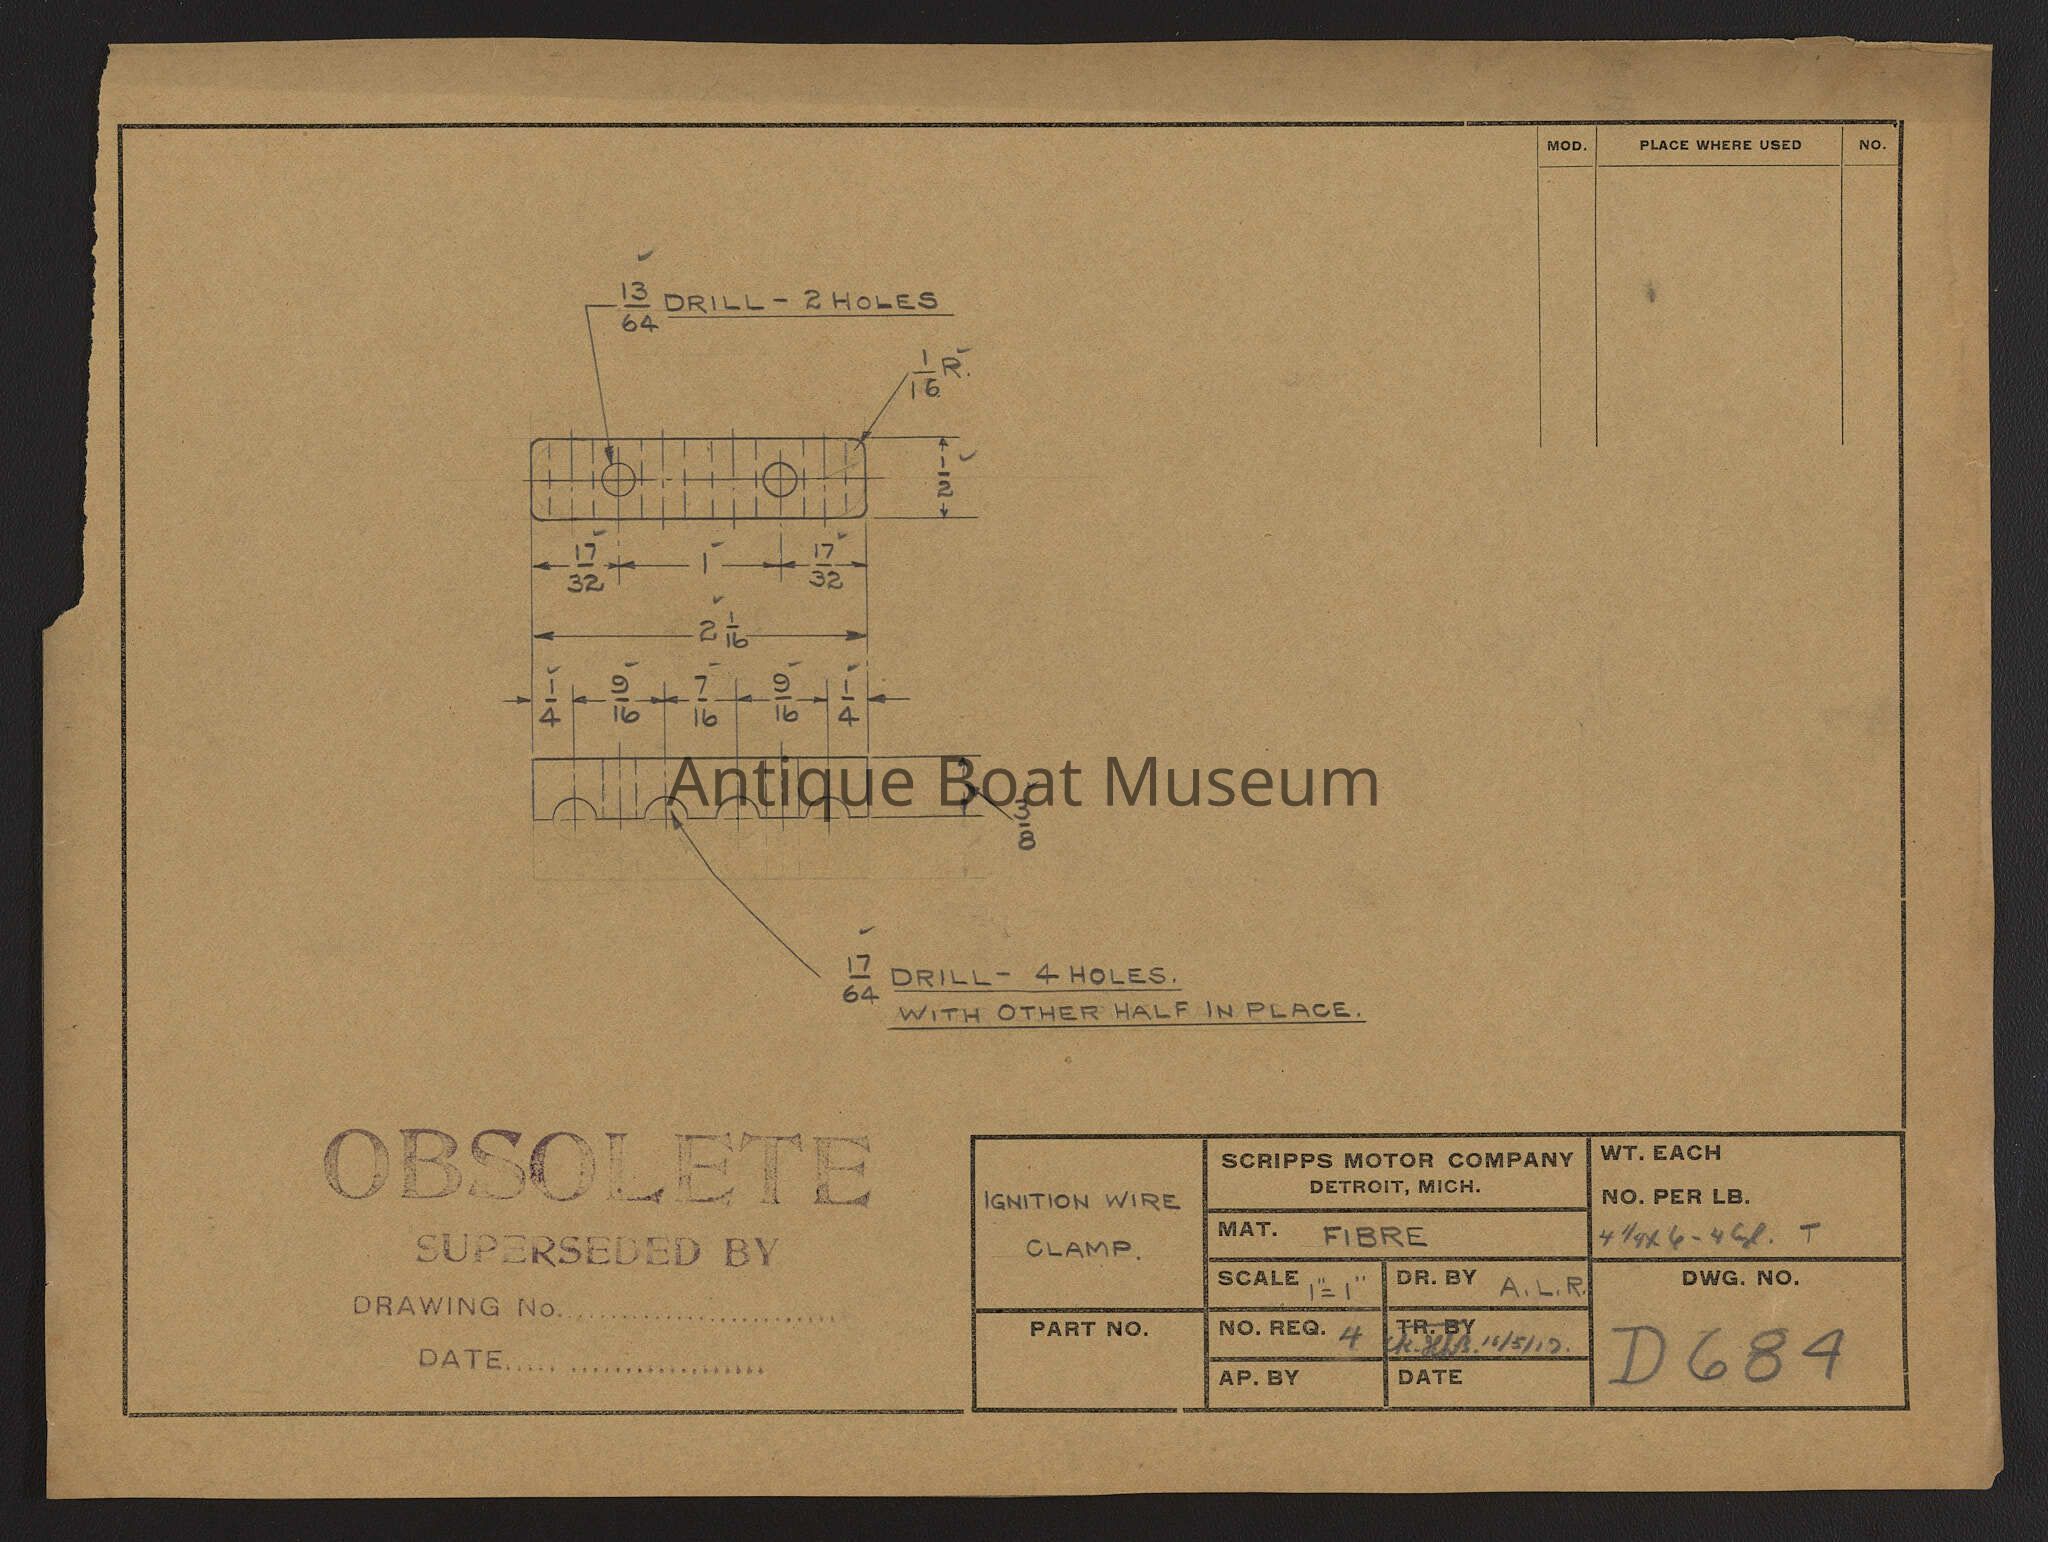 MOD. PLACE WHERE USED NO.
13/64 DRILL - 2 HOLES
1/16 R.
1/2
17/32 1 17/32
2 1/16
1/4 9/16 7/16 9/16 1/4
Antique Boat Museum
3/8
17/64 DRILL - 4 HOLES.
WITH OTHER HALF IN PLACE.
OBSOLETE
SUPERSEDED BY
DRAWING No.
DATE
IGNITION WIRE
CLAMP.
PART NO.
SCRIPPS MOTOR COMPANY
DETROIT, MICH.
MAT. FIBRE
SCALE 1"=1"
DR. BY A.L.R.
NO. REQ. 4
TR. BY
AP. BY
DATE
WT. EACH
NO. PER LB.
T
DWG. NO.
D684